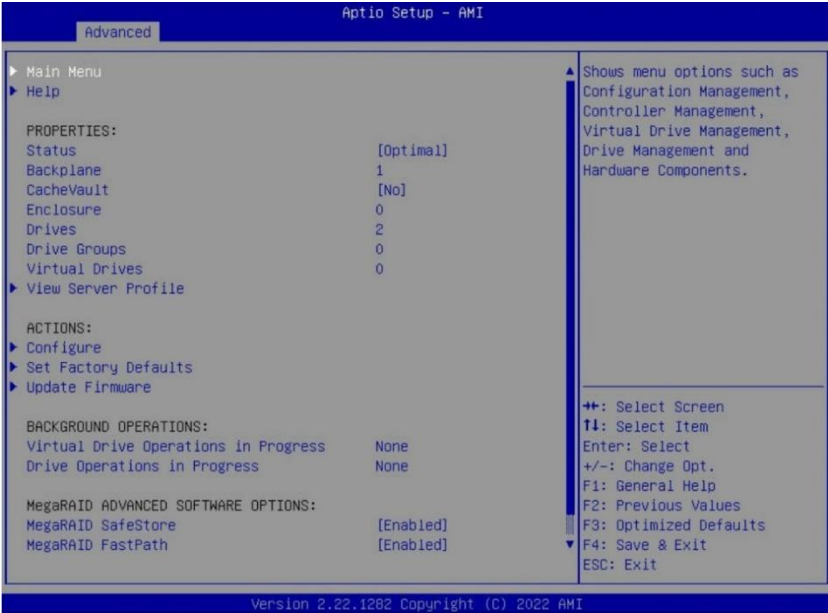 Aptio Setup – AMI
Advanced
Main Menu
Help
PROPERTIES:
Status [Optimal]
Backplane 1
CacheVault [No]
Enclosure 0
Drives 2
Drive Groups 0
Virtual Drives 0
View Server Profile
ACTIONS:
Configure
Set Factory Defaults
Update Firmware
BACKGROUND OPERATIONS:
Virtual Drive Operations in Progress None
Drive Operations in Progress None
MegaRAID ADVANCED SOFTWARE OPTIONS:
MegaRAID SafeStore [Enabled]
MegaRAID FastPath [Enabled]
Shows menu options such as
Configuration Management,
Controller Management,
Virtual Drive Management,
Drive Management and
Hardware Components.
→←: Select Screen
↑↓: Select Item
Enter: Select
+/-: Change Opt.
F1: General Help
F2: Previous Values
F3: Optimized Defaults
F4: Save & Exit
ESC: Exit
Version 2.22.1282 Copyright (C) 2022 AMI